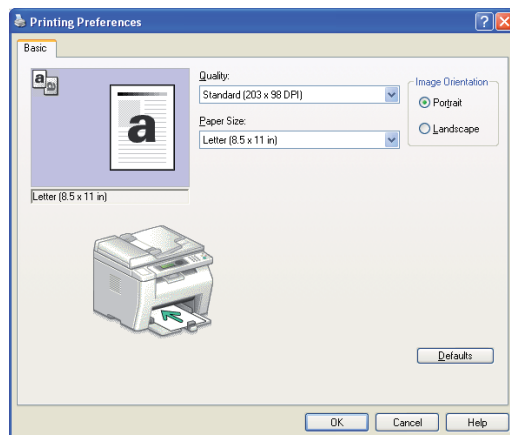 Printing Preferences
Basic
a
a
a
Letter (8.5 x 11 in)
Quality:
Standard (203 x 98 DPI)
Paper Size:
Letter (8.5 x 11 in)
Image Orientation
Portrait
Landscape
Defaults
OK
Cancel
Help